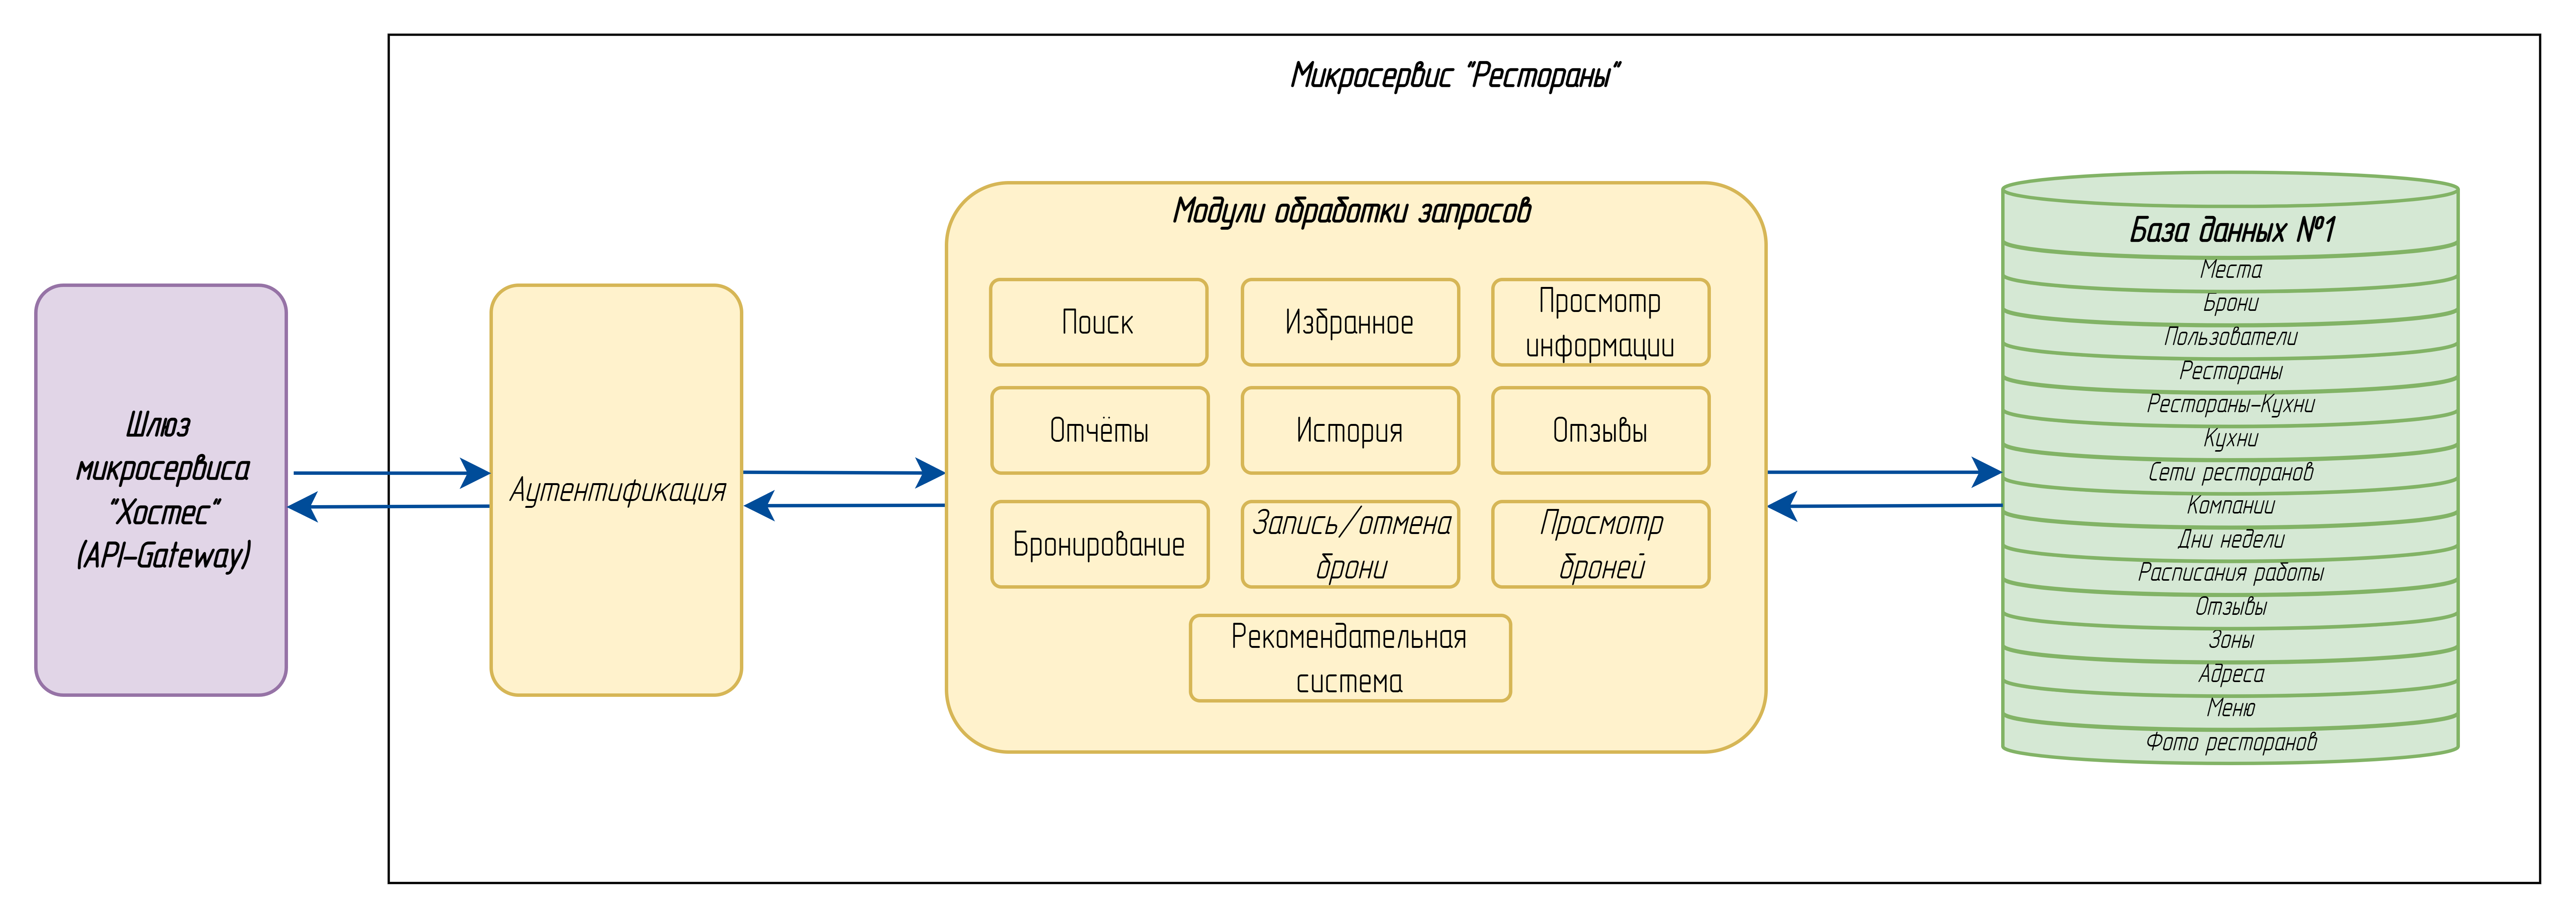 Микросервис "Рестораны"
Шлюз
микросервиса
"Хостес"
(API-Gateway)
Аутентификация
Модули обработки запросов
Поиск
Избранное
Просмотр
информации
Отчёты
История
Отзывы
Бронирование
Запись/отмена
брони
Просмотр
броней
Рекомендательная
система
База данных №1
Места
Брони
Пользователи
Рестораны
Рестораны-Кухни
Кухни
Сети ресторанов
Компании
Дни недели
Расписания работы
Отзывы
Зоны
Адреса
Меню
Фото ресторанов